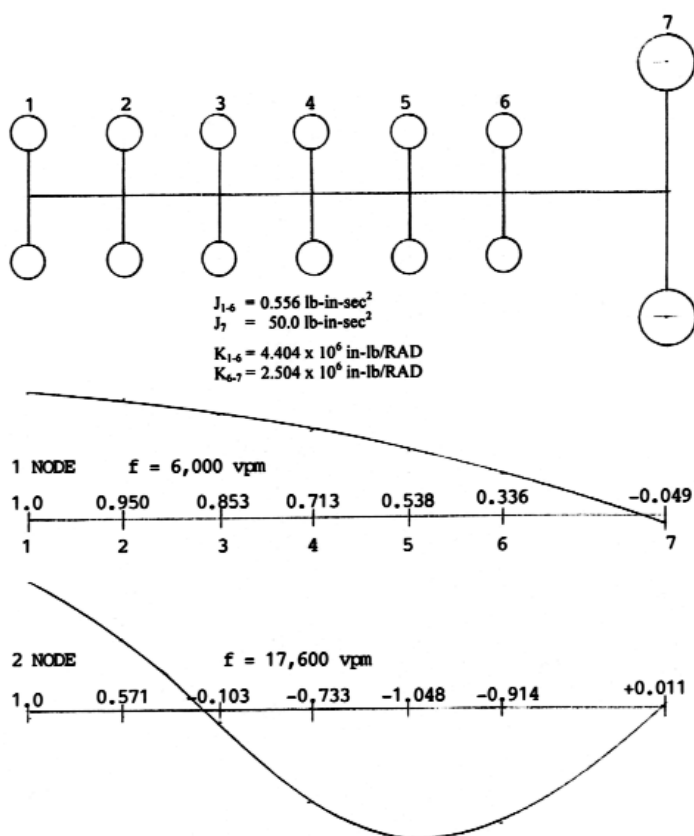 7
1 2 3 4 5 6
J₁₋₆ = 0.556 lb-in-sec²
J₇ = 50.0 lb-in-sec²
K₁₋₆ = 4.404 x 10⁶ in-lb/RAD
K₆₋₇ = 2.504 x 10⁶ in-lb/RAD
1 NODE f = 6,000 vpm
1.0 0.950 0.853 0.713 0.538 0.336 -0.049
1 2 3 4 5 6 7
2 NODE f = 17,600 vpm
1.0 0.571 -0.103 -0.733 -1.048 -0.914 +0.011